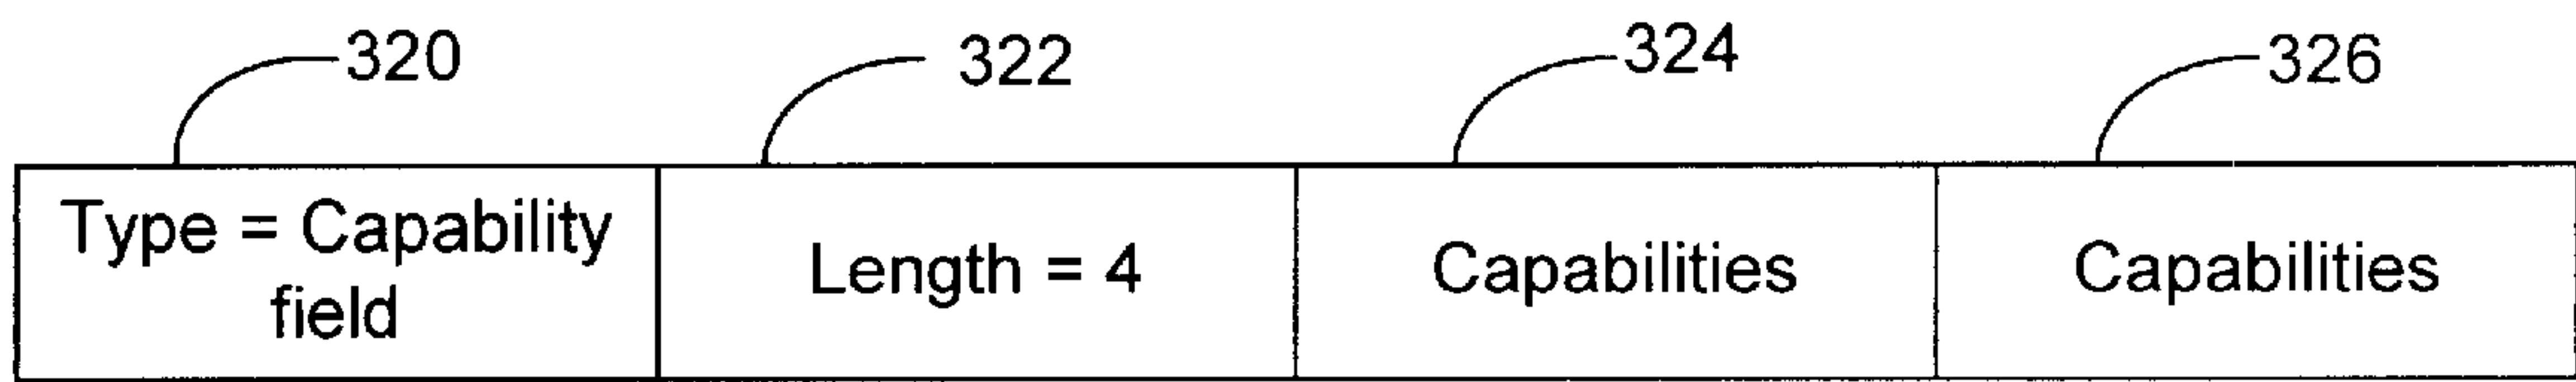 320
322
324
326
Type = Capability
field
Length = 4
Capabilities
Capabilities